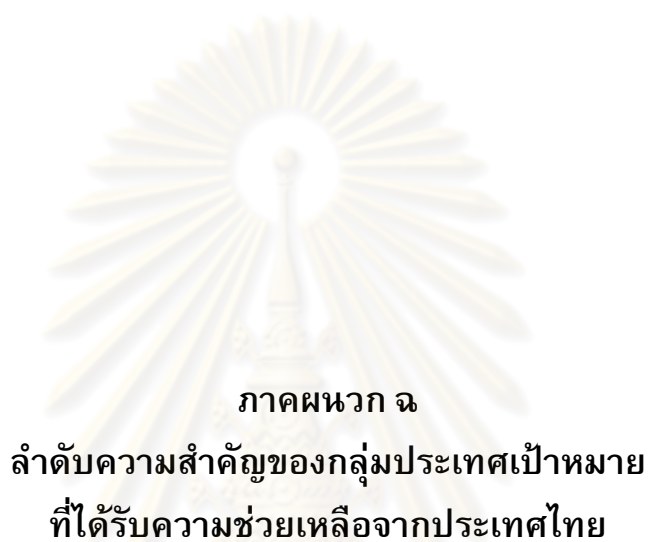 ภาคผนวก ฉ
ลำดับความสำคัญของกลุ่มประเทศเป้าหมาย
ที่ได้รับความช่วยเหลือจากประเทศไทย